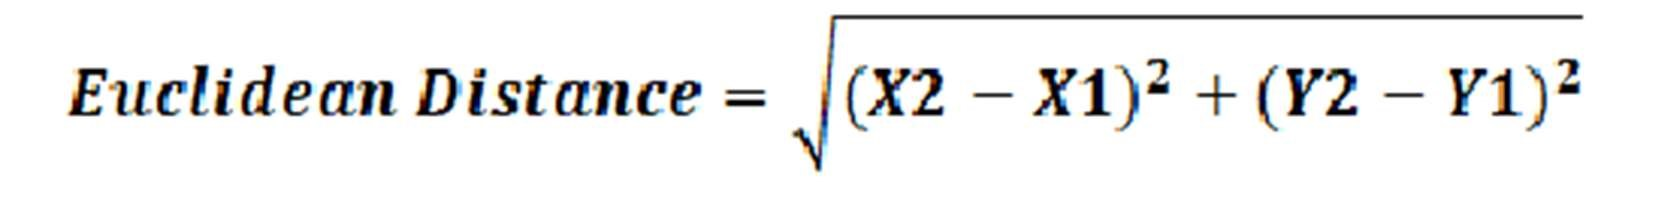 Euclidean Distance = √(X2 − X1)² + (Y2 − Y1)²